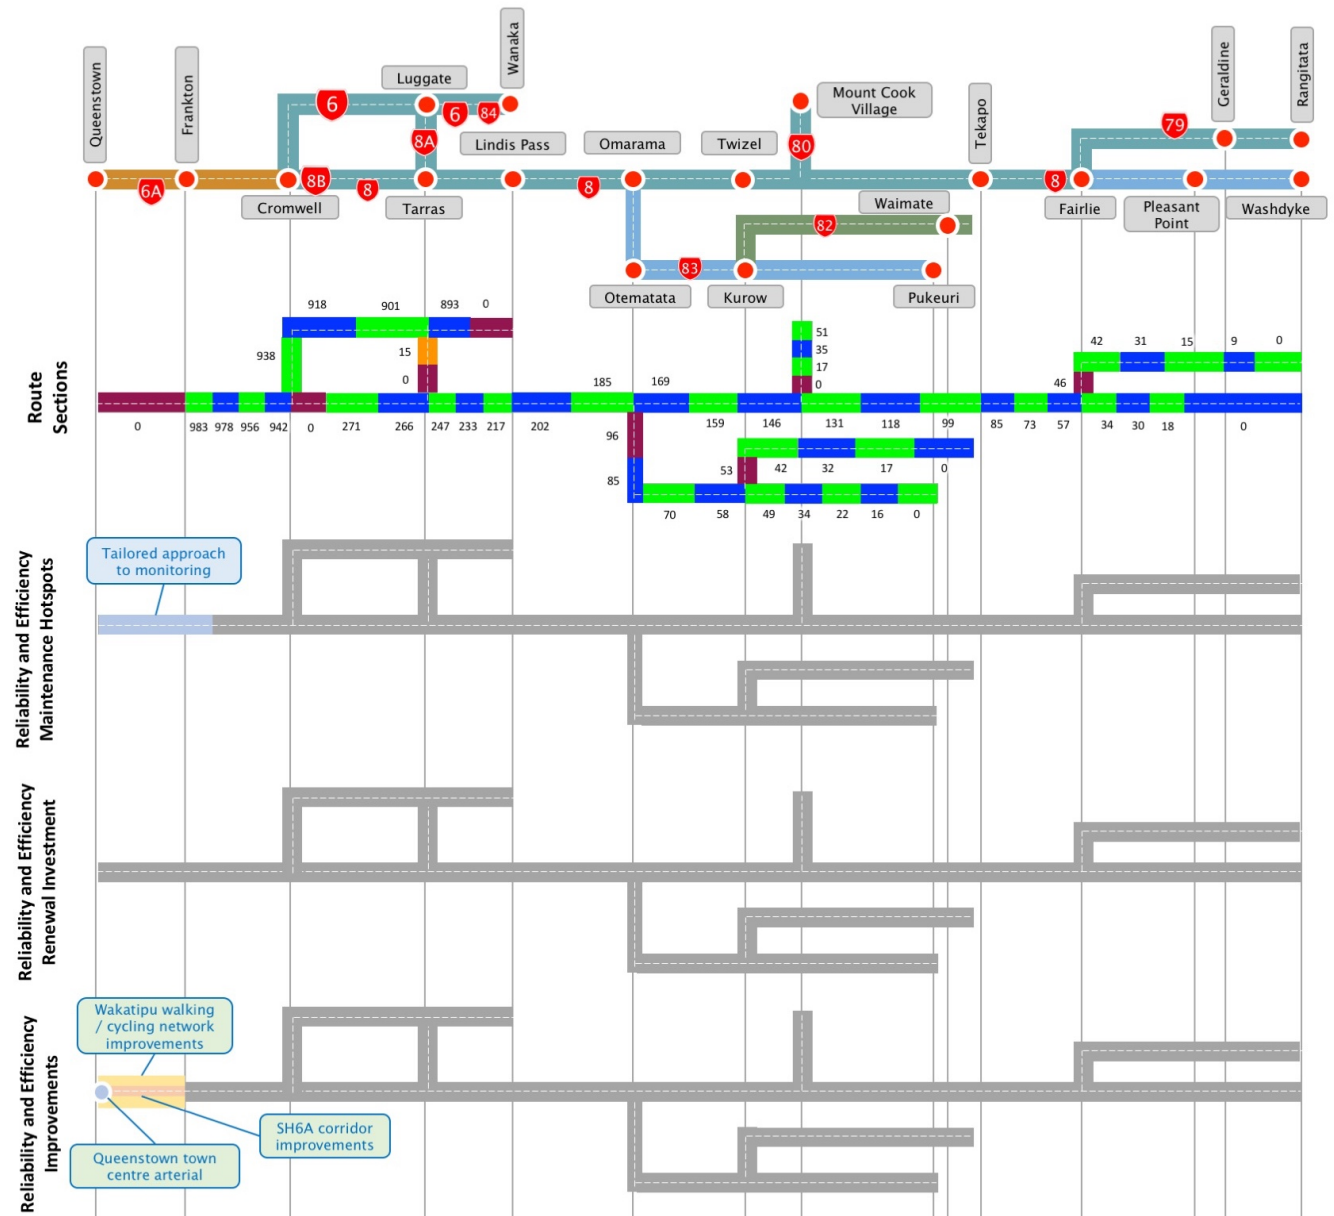 Queenstown
Frankton
Luggate
Wanaka
Mount Cook
Village
Tekapo
Geraldine
Rangitata
6
6
84
79
8A
Lindis Pass
Omarama
Twizel
80
6A
8B
8
8
8
Cromwell
Tarras
Fairlie
Pleasant
Point
Washdyke
Waimate
82
83
Otematata
Kurow
Pukeuri
Route
Sections
918
901
893
0
938
15
0
51
35
17
0
42
31
15
9
0
46
185
169
0
983
978
956
942
0
271
266
247
233
217
202
159
146
131
118
99
85
73
57
34
30
18
0
96
85
53
42
32
17
0
70
58
49
34
22
16
0
Reliability and Efficiency
Maintenance Hotspots
Tailored approach
to monitoring
Reliability and Efficiency
Renewal Investment
Reliability and Efficiency
Improvements
Wakatipu walking
/ cycling network
improvements
SH6A corridor
improvements
Queenstown town
centre arterial